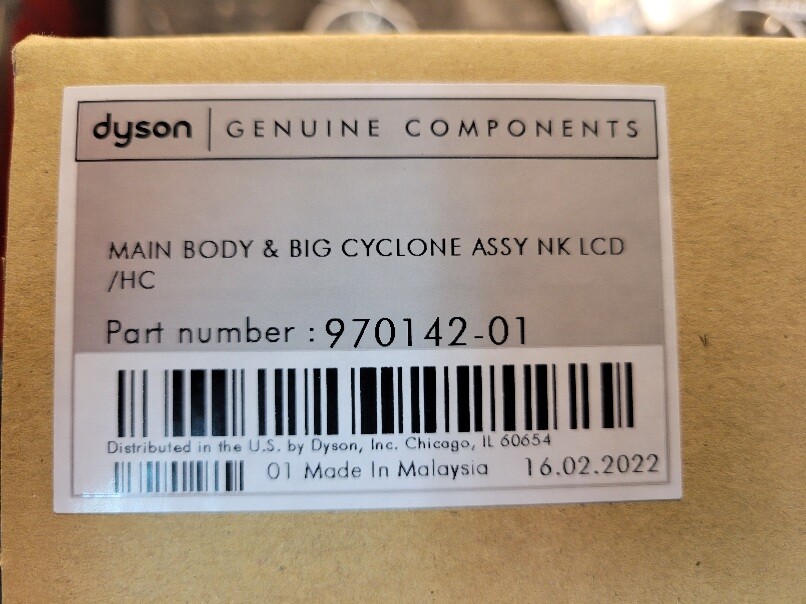 dyson | GENUINE COMPONENTS
MAIN BODY & BIG CYCLONE ASSY NK LCD
/HC
Part number : 970142-01
Distributed in the U.S. by Dyson, Inc. Chicago, IL 60654
01 Made In Malaysia 16.02.2022